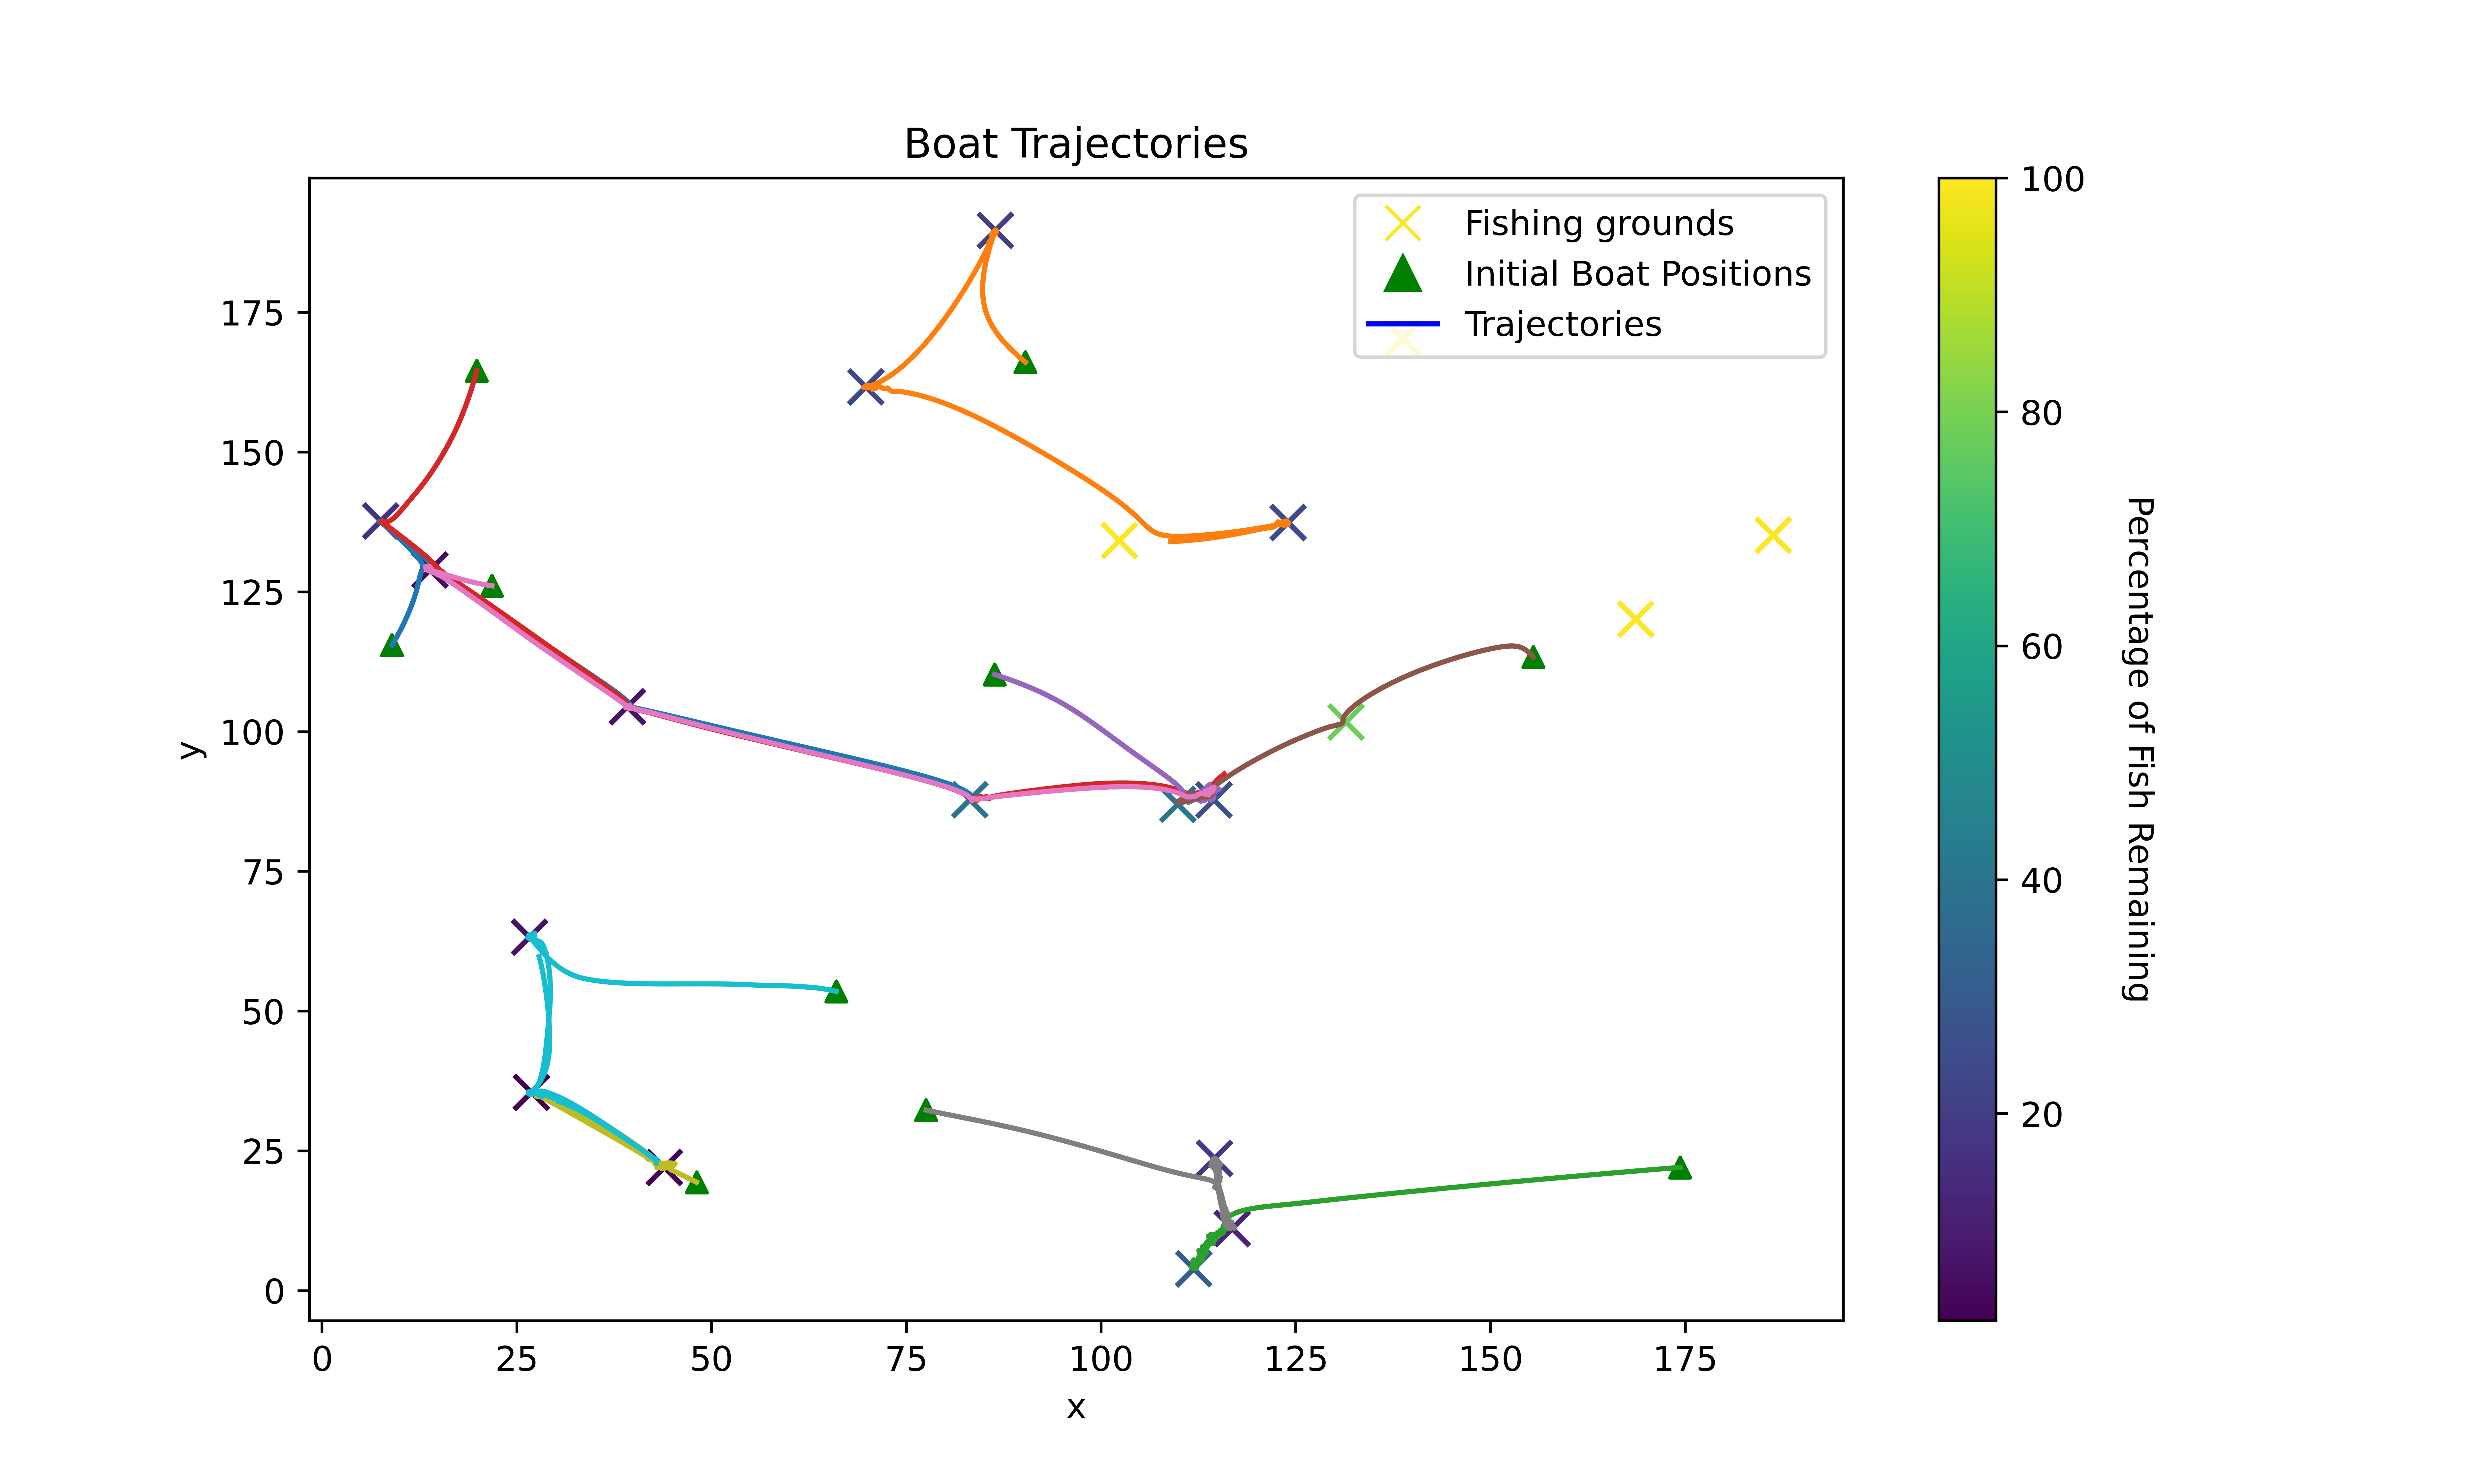 Boat Trajectories
Fishing grounds
Initial Boat Positions
Trajectories
175
150
125
100
75
50
25
0
y
0 25 50 75 100 125 150 175
x
100
80
60
40
20
Percentage of Fish Remaining